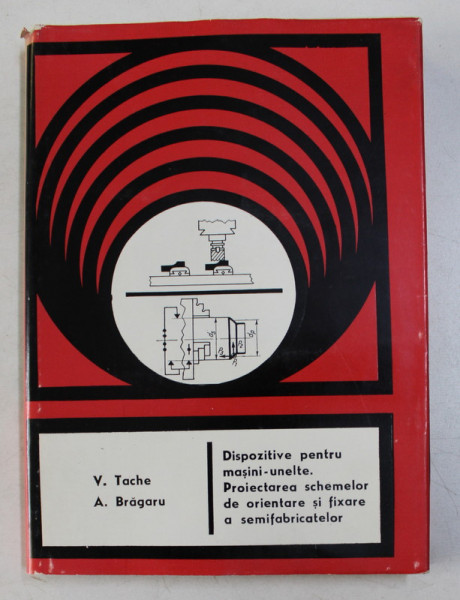 V. Tache
A. Brăgaru
Dispozitive pentru
mașini-unelte.
Proiectarea schemelor
de orientare și fixare
a semifabricatelor